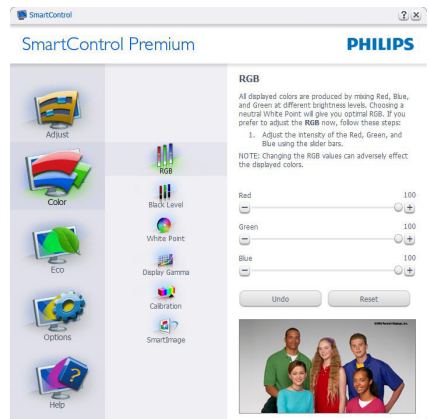 SmartControl
SmartControl Premium
PHILIPS
Adjust
Color
Eco
Options
Help
RGB
Black Level
White Point
Display Gamma
Calibration
SmartImage
RGB
All displayed colors are produced by mixing Red, Blue,
and Green at different brightness levels. Choosing a
neutral White Point will give you optimal RGB. If you
prefer to adjust the RGB now, follow these steps:
1. Adjust the intensity of the Red, Green, and
Blue using the slider bars.
NOTE: Changing the RGB values can adversely effect
the displayed colors.
Red 100
Green 100
Blue 100
Undo
Reset